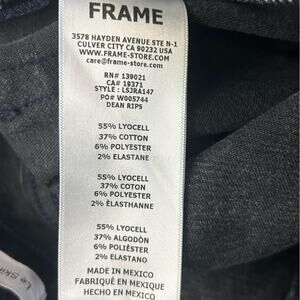 FRAME
3578 HAYDEN AVENUE STE N-1
CULVER CITY CA 90232 USA
WWW.FRAME-STORE.COM
care@frame-store.com
RN# 139021
CA# 19371
STYLE : LSJRA147
PO# W005744
DEAN RIPS
55% LYOCELL
37% COTTON
6% POLYESTER
2% ELASTANE
55% LYOCELL
37% COTON
6% POLYESTER
2% ÉLASTHANNE
55% LYOCELL
37% ALGODÓN
6% POLIÉSTER
2% ELASTANO
MADE IN MEXICO
FABRIQUÉ EN MEXIQUE
HECHO EN MEXICO
Le Skin